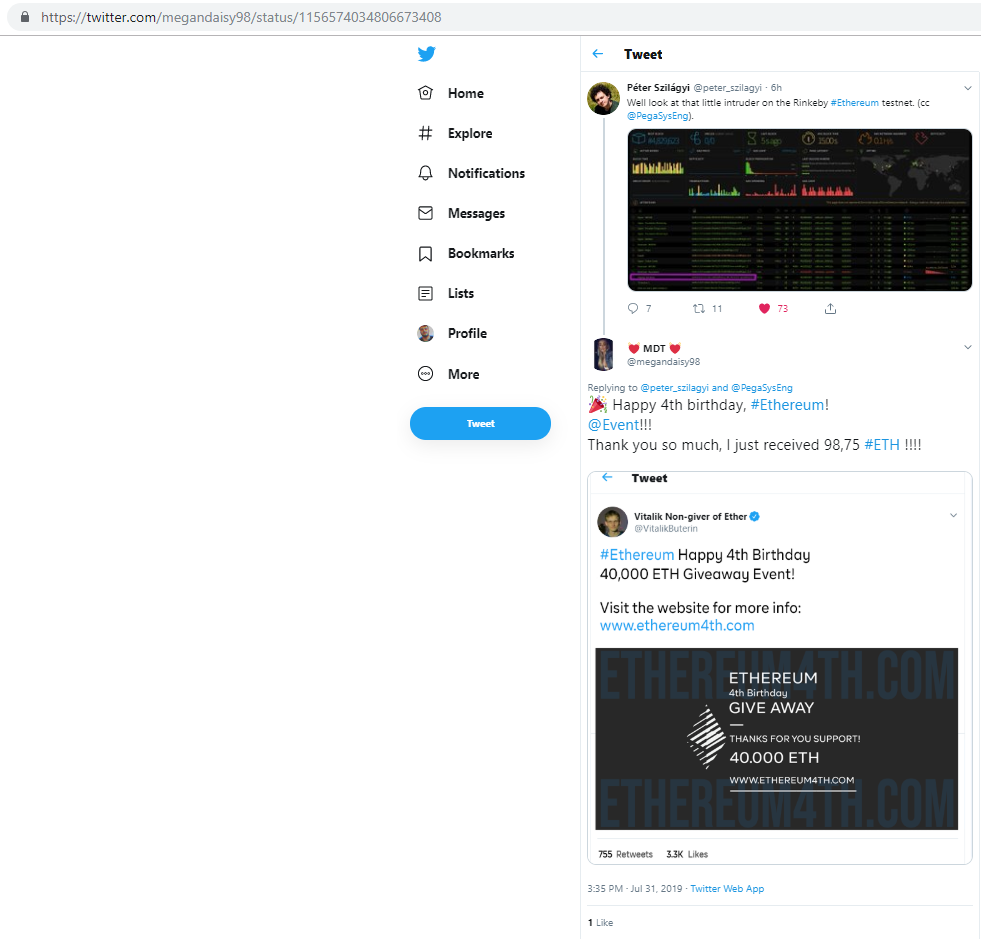 https://twitter.com/megandaisy98/status/1156574034806673408
Home
Explore
Notifications
Messages
Bookmarks
Lists
Profile
More
Tweet
Tweet
Péter Szilágyi @peter_szilagyi · 6h
Well look at that little intruder on the Rinkeby #Ethereum testnet. (cc
@PegaSysEng).
7 11 73
MDT
@megandaisy98
Replying to @peter_szilagyi and @PegaSysEng
Happy 4th birthday, #Ethereum!
@Event!!!
Thank you so much, I just received 98,75 #ETH !!!!
Tweet
Vitalik Non-giver of Ether
@VitalikButerin
#Ethereum Happy 4th Birthday
40,000 ETH Giveaway Event!
Visit the website for more info:
www.ethereum4th.com
ETHEREUM4TH.COM
ETHEREUM
4th Birthday
GIVE AWAY
THANKS FOR YOU SUPPORT!
40.000 ETH
WWW.ETHEREUM4TH.COM
ETHEREUM4TH.COM
755 Retweets 3.3K Likes
3:35 PM · Jul 31, 2019 · Twitter Web App
1 Like